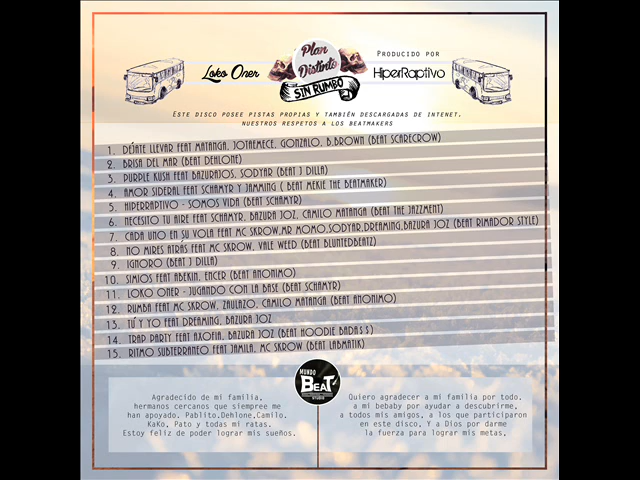 Plan
Distinto
SIN RUMBO
Loko Oner
Producido por
HiperRaptivo
Este disco posee pistas propias y también descargadas de intenet.
nuestros respetos a los beatmakers
1. DÉJATE LLEVAR FEAT MATANGA, JOTAEMECE, GONZALO, B.BROWN (BEAT SCARECROW)
2. BRISA DEL MAR (BEAT DEHLONE)
3. PURPLE KUSH FEAT BAZURAJOS, SODYAR (BEAT J DILLA)
4. AMOR SIDERAL FEAT SCHAMYR Y JAMMING ( BEAT MEKIE THE BEATMAKER)
5. HIPERRAPTIVO - SOMOS VIDA (BEAT SCHAMYR)
6. NECESITO TU AIRE FEAT SCHAMYR, BAZURA JOZ, CAMILO MATANGA (BEAT THE JAZZMENT)
7. CADA UNO EN SU VOLA FEAT MC SKROW,MR MOMO,SODYAR,DREAMING,BAZURA JOZ (BEAT RIMADOR STYLE)
8. NO MIRES ATRÁS FEAT MC SKROW, VALE WEED (BEAT BLUNTEDBEATZ)
9. IGNORO (BEAT J DILLA)
10. SIMIOS FEAT ABEKIN, ENCER (BEAT ANONIMO)
11. LOKO ONER - JUGANDO CON LA BASE (BEAT SCHAMYR)
12. RUMBA FEAT MC SKROW, ZAULAZO, CAMILO MATANGA (BEAT ANONIMO)
13. TÚ Y YO FEAT DREAMING, BAZURA JOZ
14. TRAP PARTY FEAT AXOFIA, BAZURA JOZ (BEAT HOODIE BADA$$)
15. RITMO SUBTERRANEO FEAT JAMILA, MC SKROW (BEAT LABMATIK)
MUNDO
BEAT
STUDIO
Agradecido de mi familia,
hermanos cercanos que siempree me
han apoyado. Pablito,Dehlone,Camilo,
KaKo, Pato y todas mi ratas.
Estoy feliz de poder lograr mis sueños.
Quiero agradecer a mi familia por todo,
a mi bebaby por ayudar a descubrirme,
a todos mis amigos, a los que participaron
en este disco, Y a Dios por darme
la fuerza para lograr mis metas,